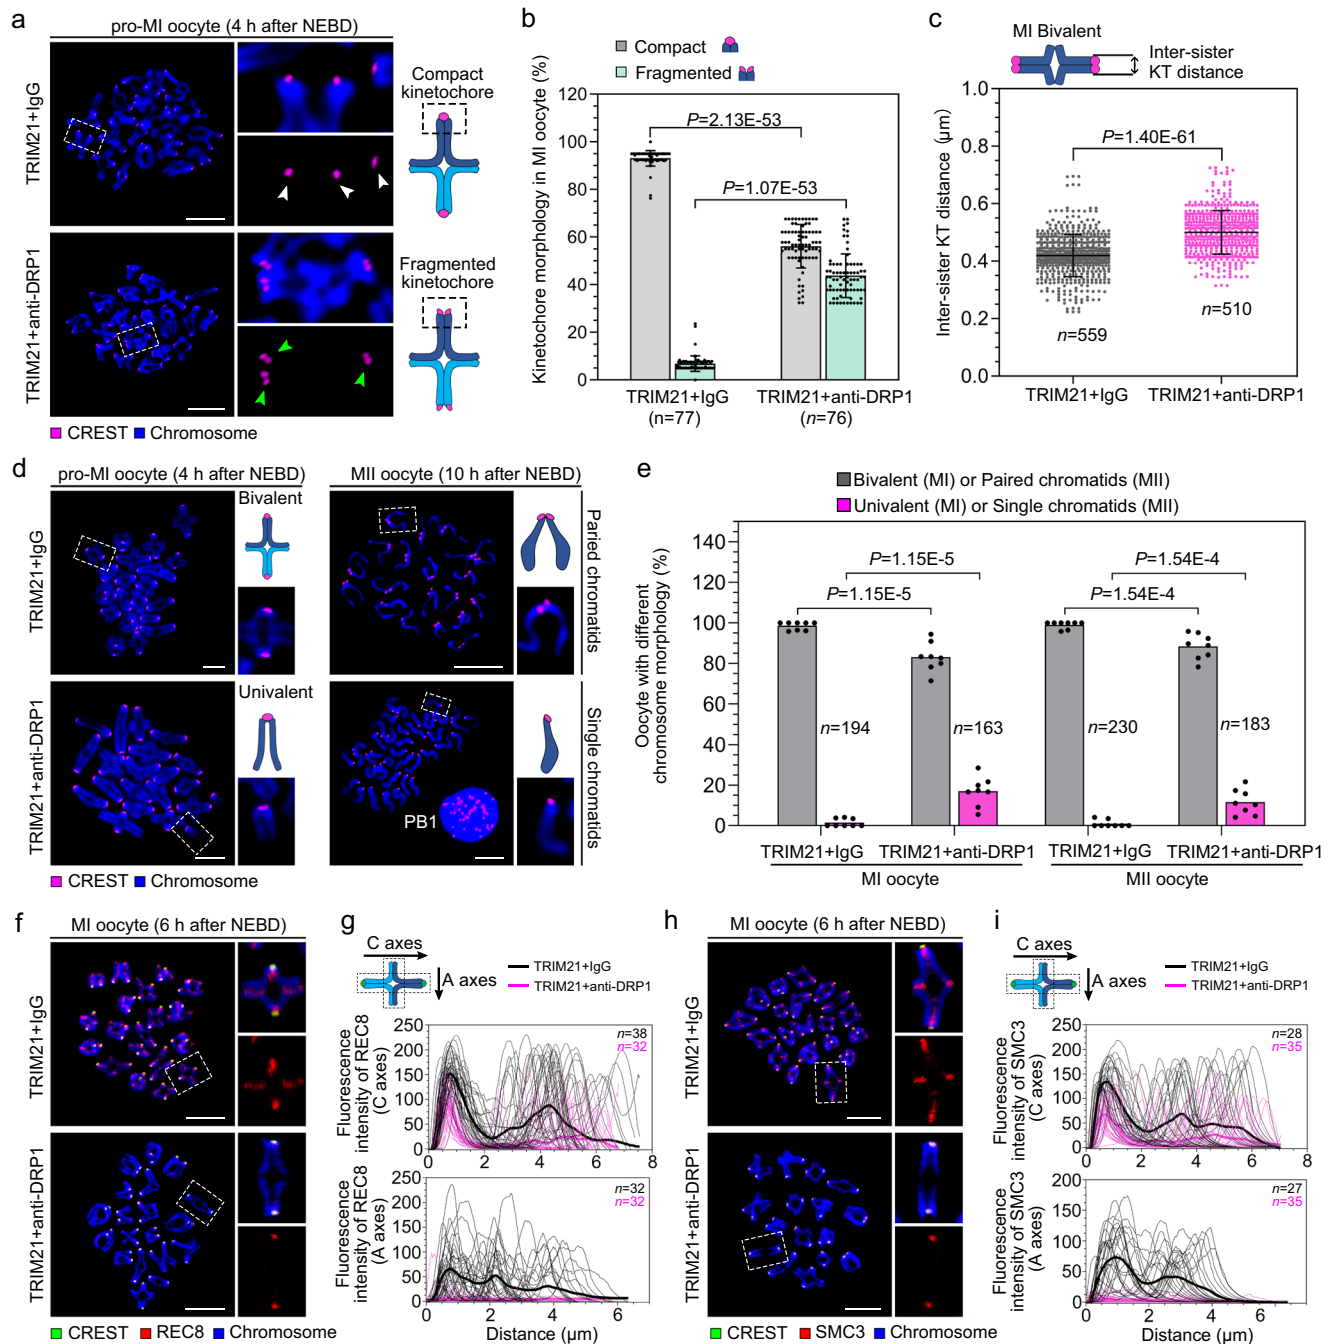 a
pro-MI oocyte (4 h after NEBD)
TRIM21+IgG
TRIM21+anti-DRP1
Compact
kinetochore
Fragmented
kinetochore
CREST Chromosome
b
Compact
Fragmented
Kinetochore morphology in MI oocyte (%)
120
100
80
60
40
20
0
P=2.13E-53
P=1.07E-53
TRIM21+IgG
(n=77)
TRIM21+anti-DRP1
(n=76)
c
MI Bivalent
Inter-sister
KT distance
Inter-sister KT distance (µm)
1.0
0.8
0.6
0.4
0.2
0.0
P=1.40E-61
n=559
n=510
TRIM21+IgG TRIM21+anti-DRP1
d
pro-MI oocyte (4 h after NEBD)
MII oocyte (10 h after NEBD)
TRIM21+IgG
TRIM21+anti-DRP1
Bivalent
Univalent
Paried chromatids
Single chromatids
PB1
CREST Chromosome
e
Bivalent (MI) or Paired chromatids (MII)
Univalent (MI) or Single chromatids (MII)
Oocyte with different
chromosome morphology (%)
140
120
100
80
60
40
20
0
P=1.15E-5
P=1.15E-5
P=1.54E-4
P=1.54E-4
n=194
n=163
n=230
n=183
TRIM21+IgG TRIM21+anti-DRP1 TRIM21+IgG TRIM21+anti-DRP1
MI oocyte MII oocyte
f
MI oocyte (6 h after NEBD)
TRIM21+IgG
TRIM21+anti-DRP1
CREST REC8 Chromosome
g
C axes
A axes
TRIM21+IgG
TRIM21+anti-DRP1
Fluorescence
intensity of REC8
(C axes)
250
200
150
100
50
0
n=38
n=32
0 2 4 6 8
Fluorescence
intensity of REC8
(A axes)
250
200
150
100
50
0
n=32
n=32
0 2 4 6
Distance (µm)
h
MI oocyte (6 h after NEBD)
TRIM21+IgG
TRIM21+anti-DRP1
CREST SMC3 Chromosome
i
C axes
A axes
TRIM21+IgG
TRIM21+anti-DRP1
Fluorescence
intensity of SMC3
(C axes)
250
200
150
100
50
0
n=28
n=35
0 2 4 6 8
Fluorescence
intensity of SMC3
(A axes)
250
200
150
100
50
0
n=27
n=35
0 2 4 6 8
Distance (µm)